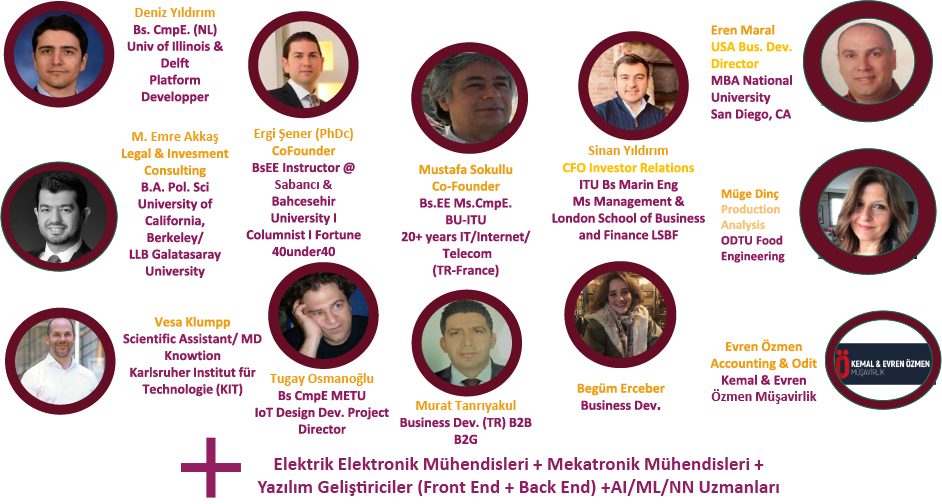 Deniz Yıldırım
Bs. CmpE. (NL)
Univ of Illinois &
Delft
Platform
Developper
Ergi Şener (PhDc)
CoFounder
BsEE Instructor @
Sabancı &
Bahcesehir
University I
Columnist I Fortune
40under40
Mustafa Sokullu
Co-Founder
Bs.EE Ms.CmpE.
BU-ITU
20+ years IT/Internet/
Telecom
(TR-France)
Sinan Yıldırım
CFO Investor Relations
ITU Bs Marin Eng
Ms Management &
London School of Business
and Finance LSBF
Eren Maral
USA Bus. Dev.
Director
MBA National
University
San Diego, CA
M. Emre Akkaş
Legal & Invesment
Consulting
B.A. Pol. Sci
University of
California,
Berkeley/
LLB Galatasaray
University
Müge Dinç
Production
Analysis
ODTU Food
Engineering
Vesa Klumpp
Scientific Assistant/ MD
Knowtion
Karlsruher Institut für
Technologie (KIT)
Tugay Osmanoğlu
Bs CmpE METU
IoT Design Dev. Project
Director
Murat Tanrıyakul
Business Dev. (TR) B2B
B2G
Begüm Erceber
Business Dev.
Evren Özmen
Accounting & Odit
Kemal & Evren
Özmen Müşavirlik
KEMAL & EVREN ÖZMEN
MÜŞAVİRLİK
+ Elektrik Elektronik Mühendisleri + Mekatronik Mühendisleri +
Yazılım Geliştiriciler (Front End + Back End) +AI/ML/NN Uzmanları